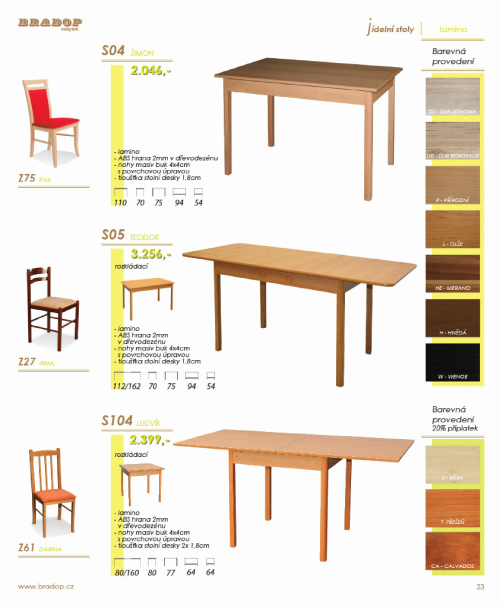 BRADOP
nábytek
jídelní stoly
lamino
S04 ŠIMON
2.046,-
- lamino
- ABS hrana 2mm v dřevodezénu
- nohy masiv buk 4x4cm
s povrchovou úpravou
- tloušťka stolní desky 1,8cm
110 70 75 94 54
Z75 EVA
S05 TEODOR
3.256,-
rozkládací
- lamino
- ABS hrana 2mm
v dřevodezénu
- nohy masiv buk 4x4cm
s povrchovou úpravou
- tloušťka stolní desky 1,8cm
112/162 70 75 94 54
Z27
S104 LUDVÍK
2.399,-
rozkládací
- lamino
- ABS hrana 2mm
v dřevodezénu
- nohy masiv buk 4x4cm
s povrchovou úpravou
- tloušťka stolní desky 2x 1,8cm
80/160 80 77 64 64
Z61 DARINA
Barevná
provedení
DS - DUB SONOMA
DB - DUB BORDEAUX
P - PŘÍRODNÍ
L - OLŠE
ME - MERANO
H - HNĚDÁ
W - WENGE
Barevná
provedení
20% příplatek
B - BŘÍZA
T -TŘEŠEŇ
CA - CALVADOS
www.bradop.cz
23